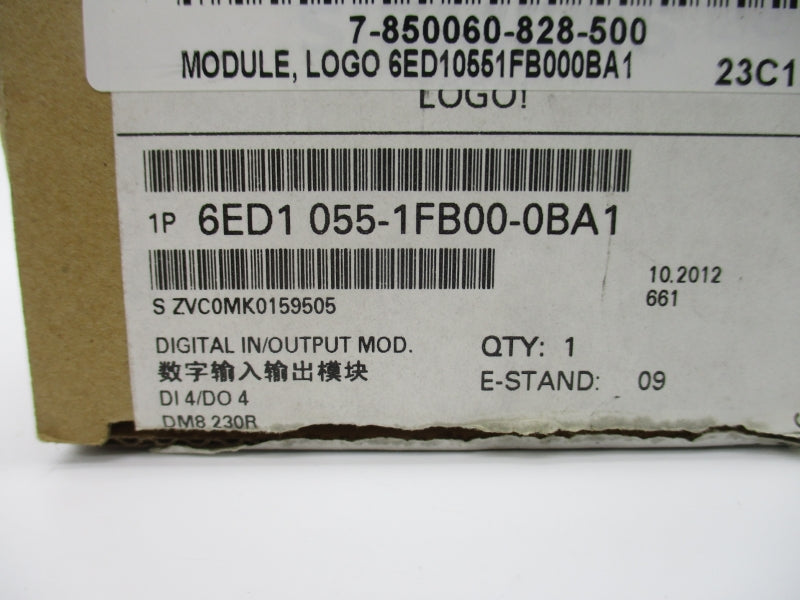 7-850060-828-500
MODULE, LOGO 6ED10551FB000BA1
23C1
LOGO!
1P 6ED1 055-1FB00-0BA1
S ZVC0MK0159505
10.2012
661
DIGITAL IN/OUTPUT MOD.
数字输入输出模块
DI 4/DO 4
DM8 230R
QTY: 1
E-STAND: 09